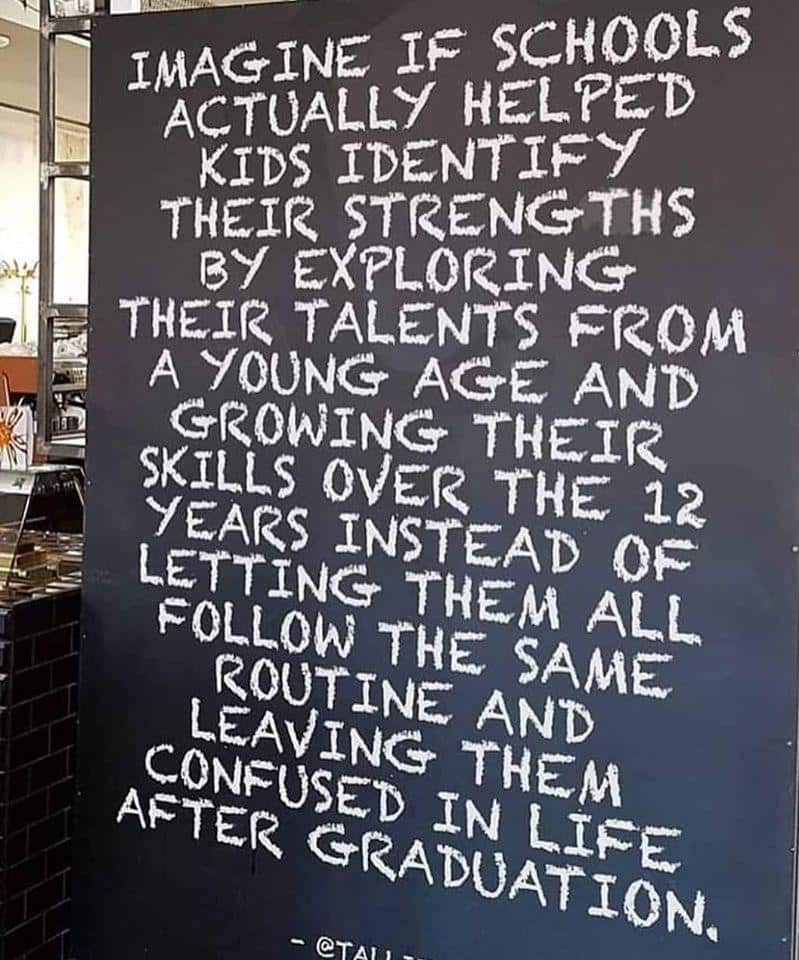 IMAGINE IF SCHOOLS
ACTUALLY HELPED
KIDS IDENTIFY
THEIR STRENGTHS
BY EXPLORING
THEIR TALENTS FROM
A YOUNG AGE AND
GROWING THEIR
SKILLS OVER THE 12
YEARS INSTEAD OF
LETTING THEM ALL
FOLLOW THE SAME
ROUTINE AND
LEAVING THEM
CONFUSED IN LIFE
AFTER GRADUATION.